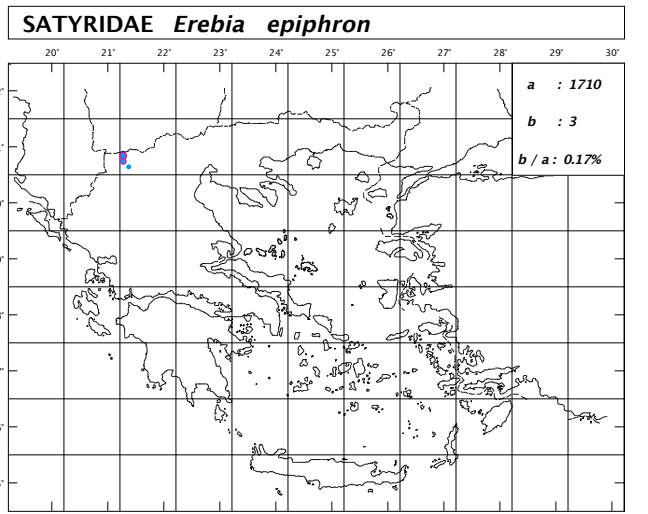 SATYRIDAE Erebia epiphron
20' 21' 22' 23' 24' 25' 26' 27' 28' 29' 30'
a : 1710
b : 3
b / a : 0.17%